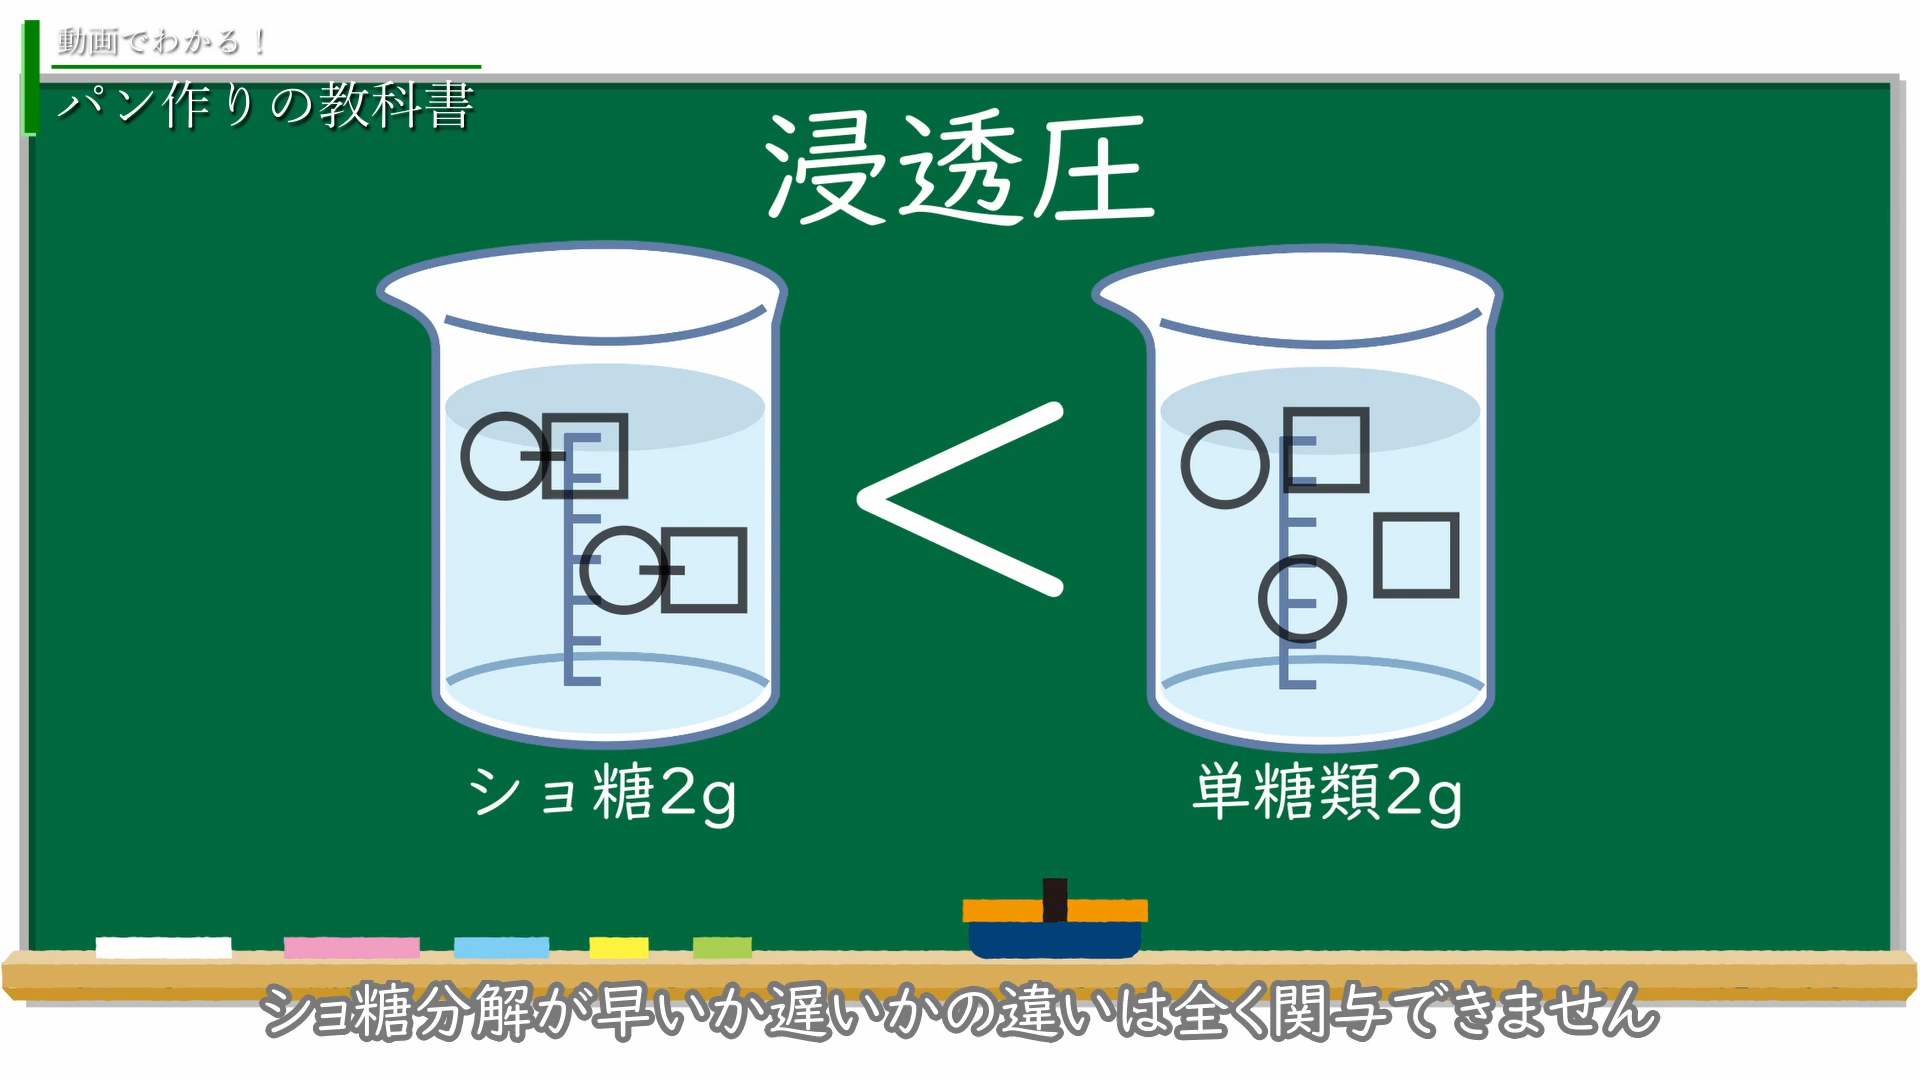 動画でわかる！
パン作りの教科書
浸透圧
＜
ショ糖2g
単糖類2g
ショ糖分解が早いか遅いかの違いは全く関与できません